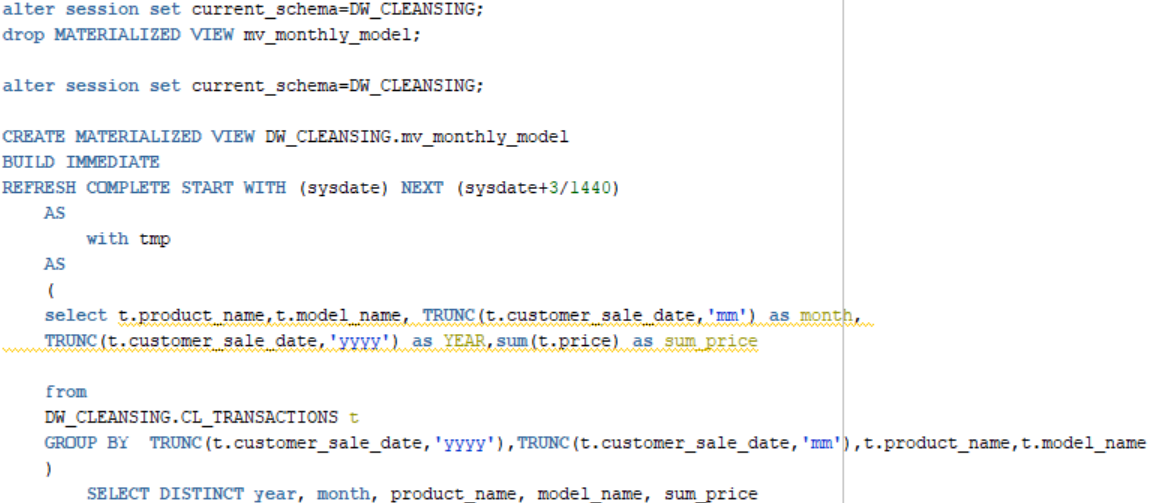 alter session set current_schema=DW_CLEANSING;
drop MATERIALIZED VIEW mv_monthly_model;
alter session set current_schema=DW_CLEANSING;
CREATE MATERIALIZED VIEW DW_CLEANSING.mv_monthly_model
BUILD IMMEDIATE
REFRESH COMPLETE START WITH (sysdate) NEXT (sysdate+3/1440)
AS
with tmp
AS
(
select t.product_name,t.model_name, TRUNC(t.customer_sale_date,'mm') as month,
TRUNC(t.customer_sale_date,'yyyy') as YEAR,sum(t.price) as sum_price
from
DW_CLEANSING.CL_TRANSACTIONS t
GROUP BY  TRUNC(t.customer_sale_date,'yyyy'),TRUNC(t.customer_sale_date,'mm'),t.product_name,t.model_name
)
SELECT DISTINCT year, month, product_name, model_name, sum_price